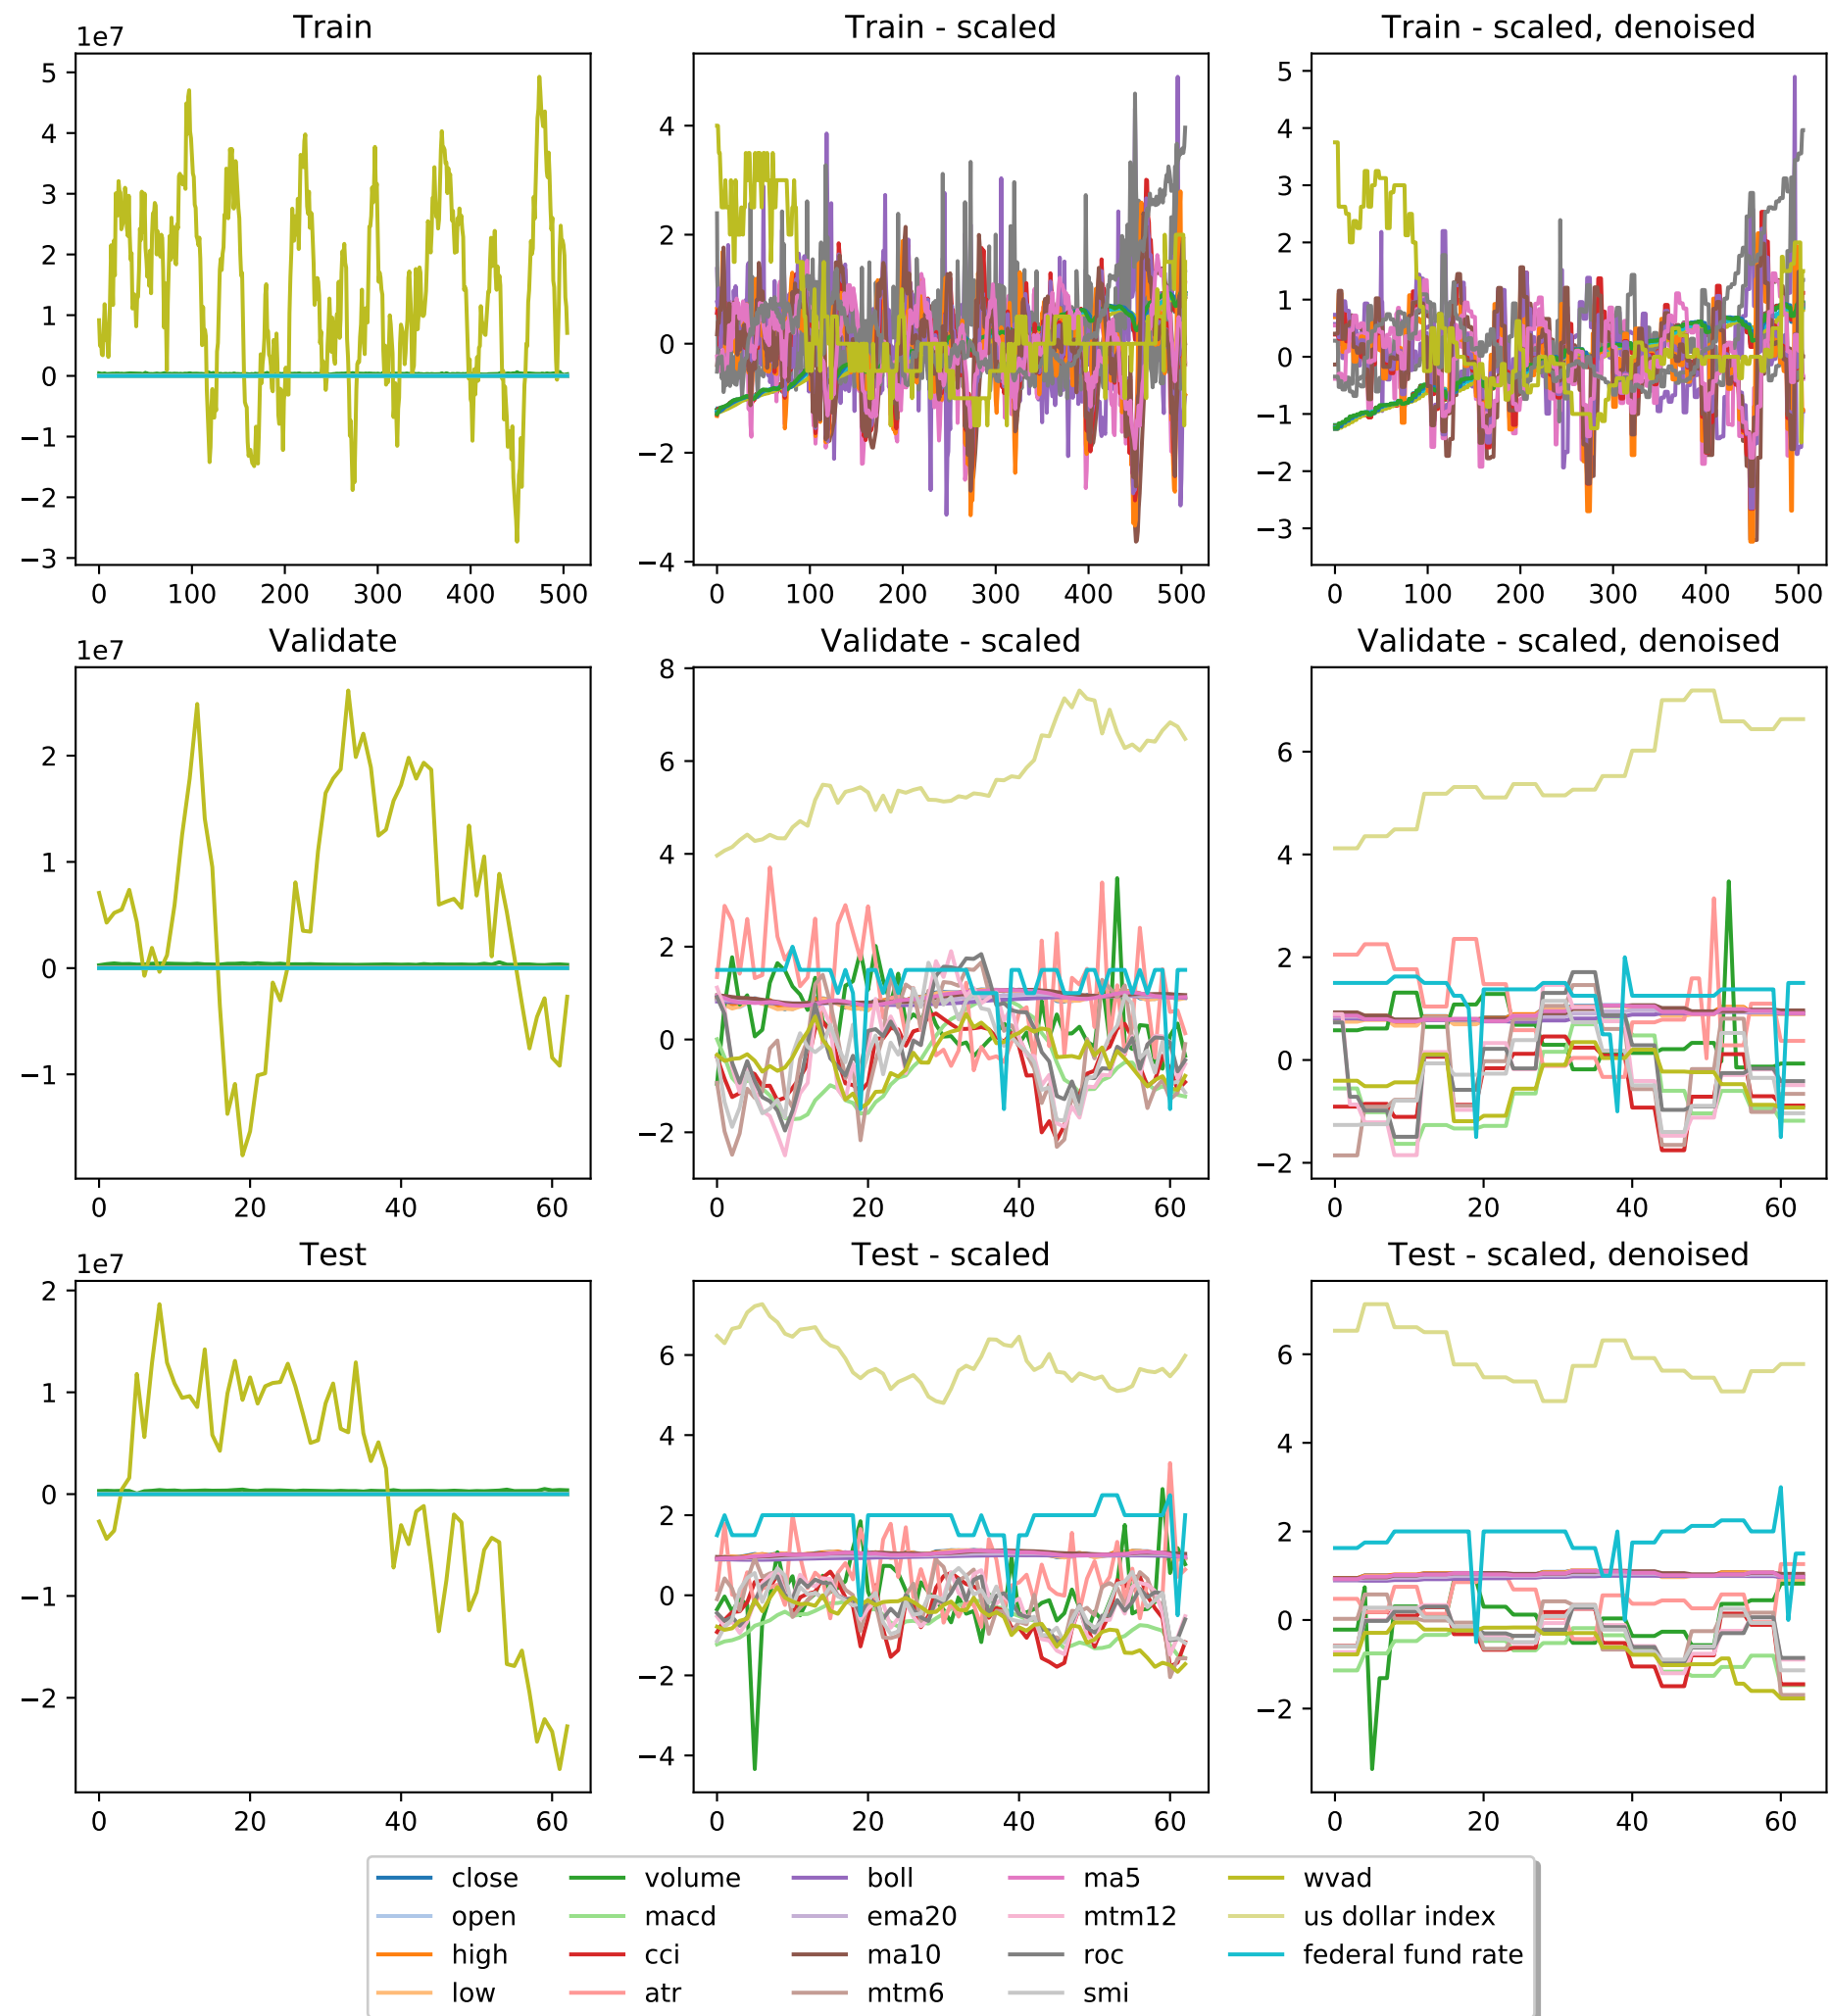 Train
Train - scaled
Train - scaled, denoised
1e7
5
4
3
2
1
0
−1
−2
−3
0 100 200 300 400 500
4
2
0
−2
−4
0 100 200 300 400 500
5
4
3
2
1
0
−1
−2
−3
0 100 200 300 400 500
Validate
Validate - scaled
Validate - scaled, denoised
1e7
2
1
0
−1
0 20 40 60
8
6
4
2
0
−2
0 20 40 60
6
4
2
0
−2
0 20 40 60
Test
Test - scaled
Test - scaled, denoised
1e7
2
1
0
−1
−2
0 20 40 60
6
4
2
0
−2
−4
0 20 40 60
6
4
2
0
−2
0 20 40 60
close
open
high
low
volume
macd
cci
atr
boll
ema20
ma10
mtm6
ma5
mtm12
roc
smi
wvad
us dollar index
federal fund rate